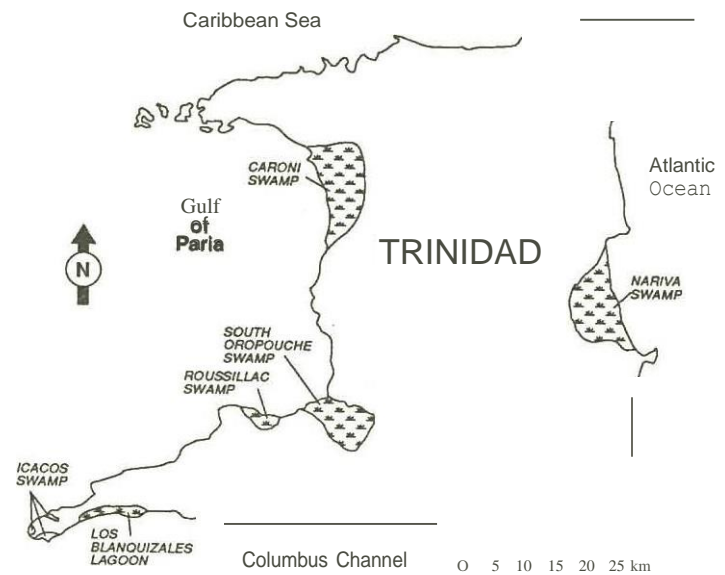 Caribbean Sea
CARONI
SWAMP
Atlantic
Ocean
Gulf
of
Paria
TRINIDAD
N
NARIVA
SWAMP
SOUTH
OROPOUCHE
SWAMP
ROUSSILLAC
SWAMP
ICACOS
SWAMP
LOS
BLANQUIZALES
LAGOON
Columbus Channel
O 5 10 15 20 25 km